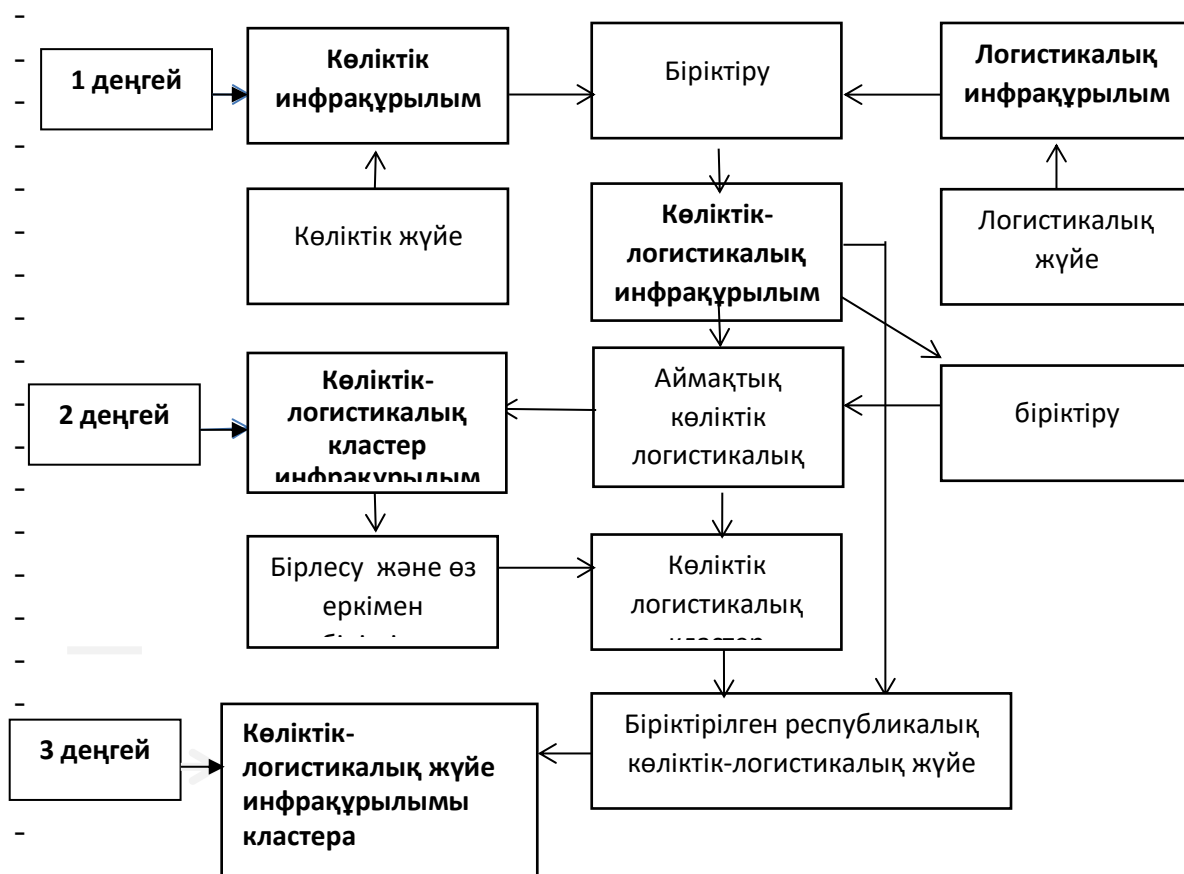 1 деңгей
Көліктік
инфрақұрылым
Біріктіру
Логистикалық
инфрақұрылым
Көліктік жүйе
Көліктік-
логистикалық
инфрақұрылым
Логистикалық
жүйе
2 деңгей
Көліктік-
логистикалық
кластер
инфрақұрылым
Аймақтық
көліктік
логистикалық
біріктіру
Бірлесу және өз
еркімен
Көліктік
логистикалық
кластер
3 деңгей
Көліктік-
логистикалық жүйе
инфрақұрылымы
кластера
Біріктірілген республикалық
көліктік-логистикалық жүйе